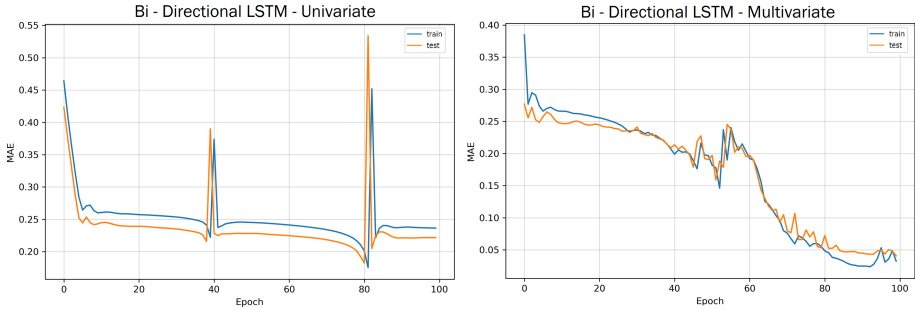 Bi - Directional LSTM - Univariate
0.55
0.50
0.45
0.40
0.35
0.30
0.25
0.20
MAE
0
20
40
60
80
100
Epoch
train
test
Bi - Directional LSTM - Multivariate
0.40
0.35
0.30
0.25
0.20
0.15
0.10
0.05
MAE
0
20
40
60
80
100
Epoch
train
test